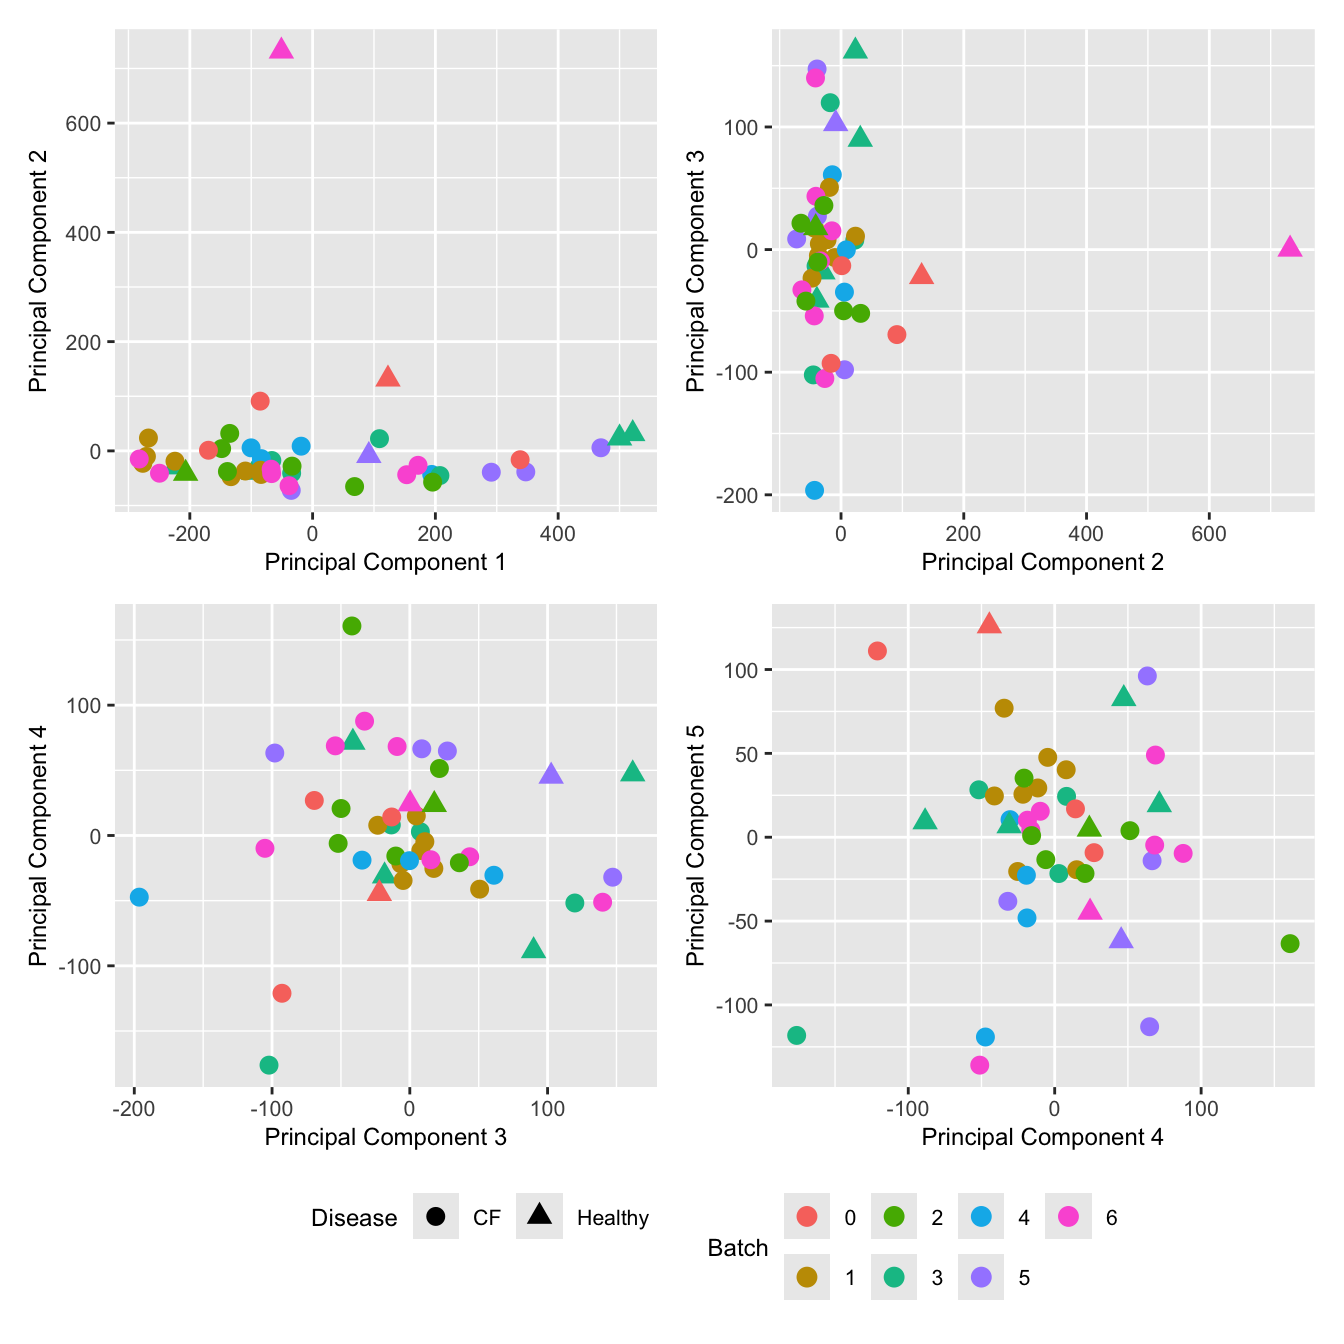 Principal Component 2
600
400
200
0
-200 0 200 400
Principal Component 1
Principal Component 3
100
0
-100
-200
0 200 400 600
Principal Component 2
Principal Component 4
100
0
-100
-200 -100 0 100
Principal Component 3
Principal Component 5
100
50
0
-50
-100
-100 0 100
Principal Component 4
Disease CF Healthy
Batch
0 2 4 6
1 3 5